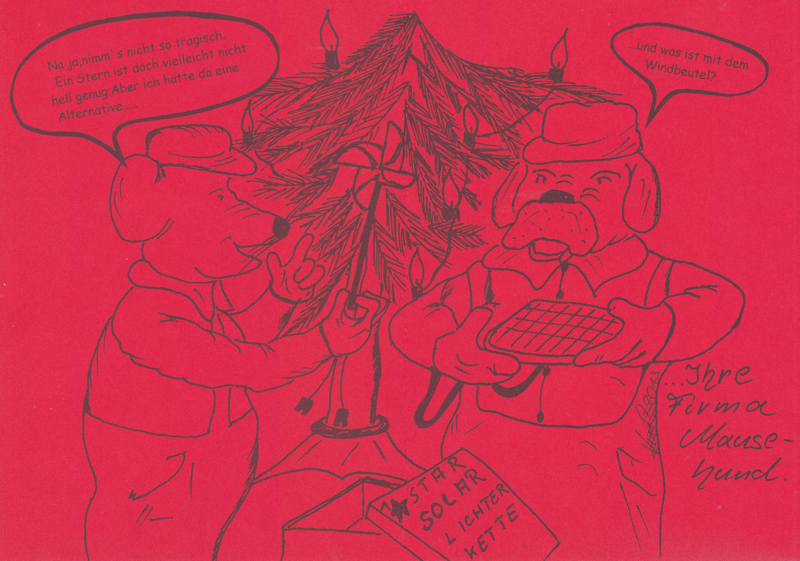 Na ja,nimm´s nicht so tragisch.
Ein Stern ist doch vielleicht nicht
hell genug.Aber ich hätte da eine
Alternative.....
...und was ist mit dem
Windbeutel?
...Ihre
Firma
Mause-
hund.
1 STAR
SOLAR
LICHTER
KETTE